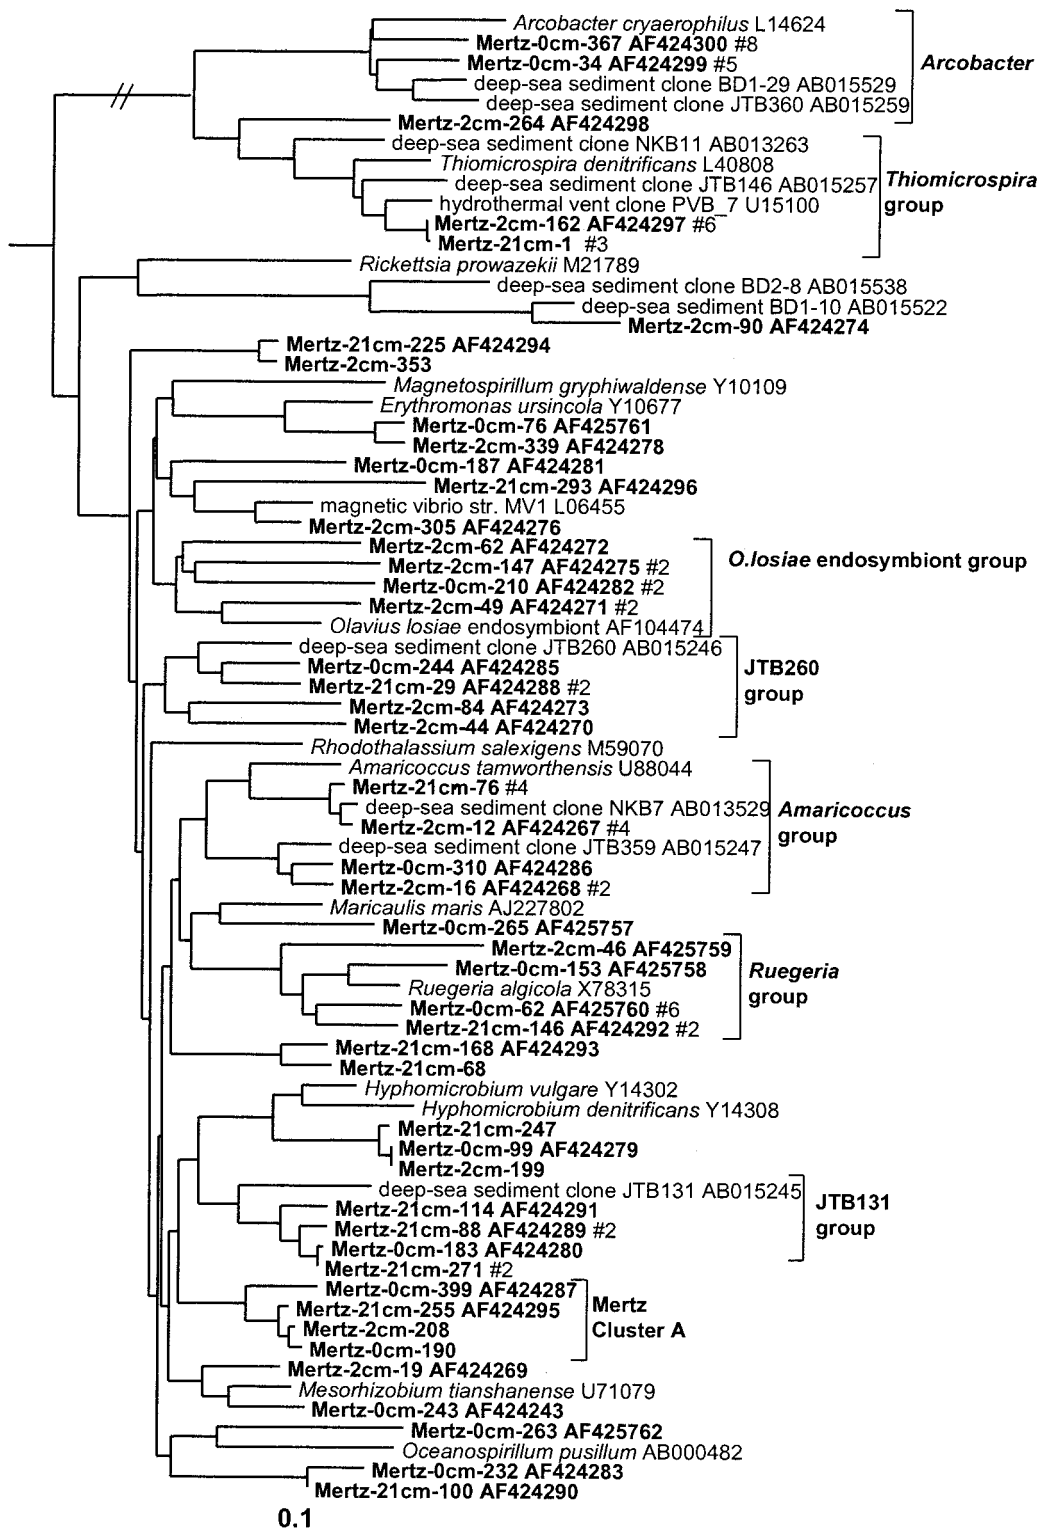 Arcobacter cryaerophilus L14624
Mertz-0cm-367 AF424300 #8
Mertz-0cm-34 AF424299 #5
Arcobacter
deep-sea sediment clone BD1-29 AB015529
deep-sea sediment clone JTB360 AB015259
Mertz-2cm-264 AF424298
deep-sea sediment clone NKB11 AB013263
Thiomicrospira denitrificans L40808
deep-sea sediment clone JTB146 AB015257
Thiomicrospira
group
hydrothermal vent clone PVB_7 U15100
Mertz-2cm-162 AF424297 #6
Mertz-21cm-1 #3
Rickettsia prowazekii M21789
deep-sea sediment clone BD2-8 AB015538
deep-sea sediment BD1-10 AB015522
Mertz-2cm-90 AF424274
Mertz-21cm-225 AF424294
Mertz-2cm-353
Magnetospirillum gryphiwaldense Y10109
Erythromonas ursincola Y10677
Mertz-0cm-76 AF425761
Mertz-2cm-339 AF424278
Mertz-0cm-187 AF424281
Mertz-21cm-293 AF424296
magnetic vibrio str. MV1 L06455
Mertz-2cm-305 AF424276
Mertz-2cm-62 AF424272
O.losiae endosymbiont group
Mertz-2cm-147 AF424275 #2
Mertz-0cm-210 AF424282 #2
Mertz-2cm-49 AF424271 #2
Olavius losiae endosymbiont AF104474
deep-sea sediment clone JTB260 AB015246
Mertz-0cm-244 AF424285
JTB260
group
Mertz-21cm-29 AF424288 #2
Mertz-2cm-84 AF424273
Mertz-2cm-44 AF424270
Rhodothalassium salexigens M59070
Amaricoccus tamworthensis U88044
Mertz-21cm-76 #4
deep-sea sediment clone NKB7 AB013529
Amaricoccus
group
Mertz-2cm-12 AF424267 #4
deep-sea sediment clone JTB359 AB015247
Mertz-0cm-310 AF424286
Mertz-2cm-16 AF424268 #2
Maricaulis maris AJ227802
Mertz-0cm-265 AF425757
Mertz-2cm-46 AF425759
Mertz-0cm-153 AF425758
Ruegeria
group
Ruegeria algicola X78315
Mertz-0cm-62 AF425760 #6
Mertz-21cm-146 AF424292 #2
Mertz-21cm-168 AF424293
Mertz-21cm-68
Hyphomicrobium vulgare Y14302
Hyphomicrobium denitrificans Y14308
Mertz-21cm-247
Mertz-0cm-99 AF424279
Mertz-2cm-199
deep-sea sediment clone JTB131 AB015245
Mertz-21cm-114 AF424291
JTB131
group
Mertz-21cm-88 AF424289 #2
Mertz-0cm-183 AF424280
Mertz-21cm-271 #2
Mertz-0cm-399 AF424287
Mertz-21cm-255 AF424295
Mertz
Cluster A
Mertz-2cm-208
Mertz-0cm-190
Mertz-2cm-19 AF424269
Mesorhizobium tianshanense U71079
Mertz-0cm-243 AF424243
Mertz-0cm-263 AF425762
Oceanospirillum pusillum AB000482
Mertz-0cm-232 AF424283
Mertz-21cm-100 AF424290
0.1